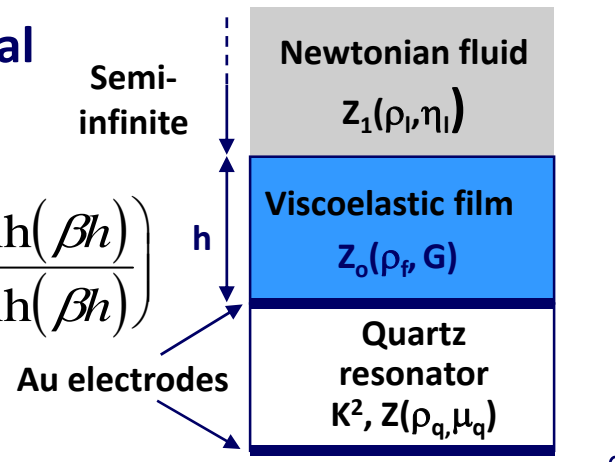 al
Semi-
infinite
Newtonian fluid
Z₁(ρₗ,ηₗ)
h
Viscoelastic film
Zₒ(ρf, G)
h(βh)
h(βh)
Au electrodes
Quartz
resonator
K², Z(ρq,μq)